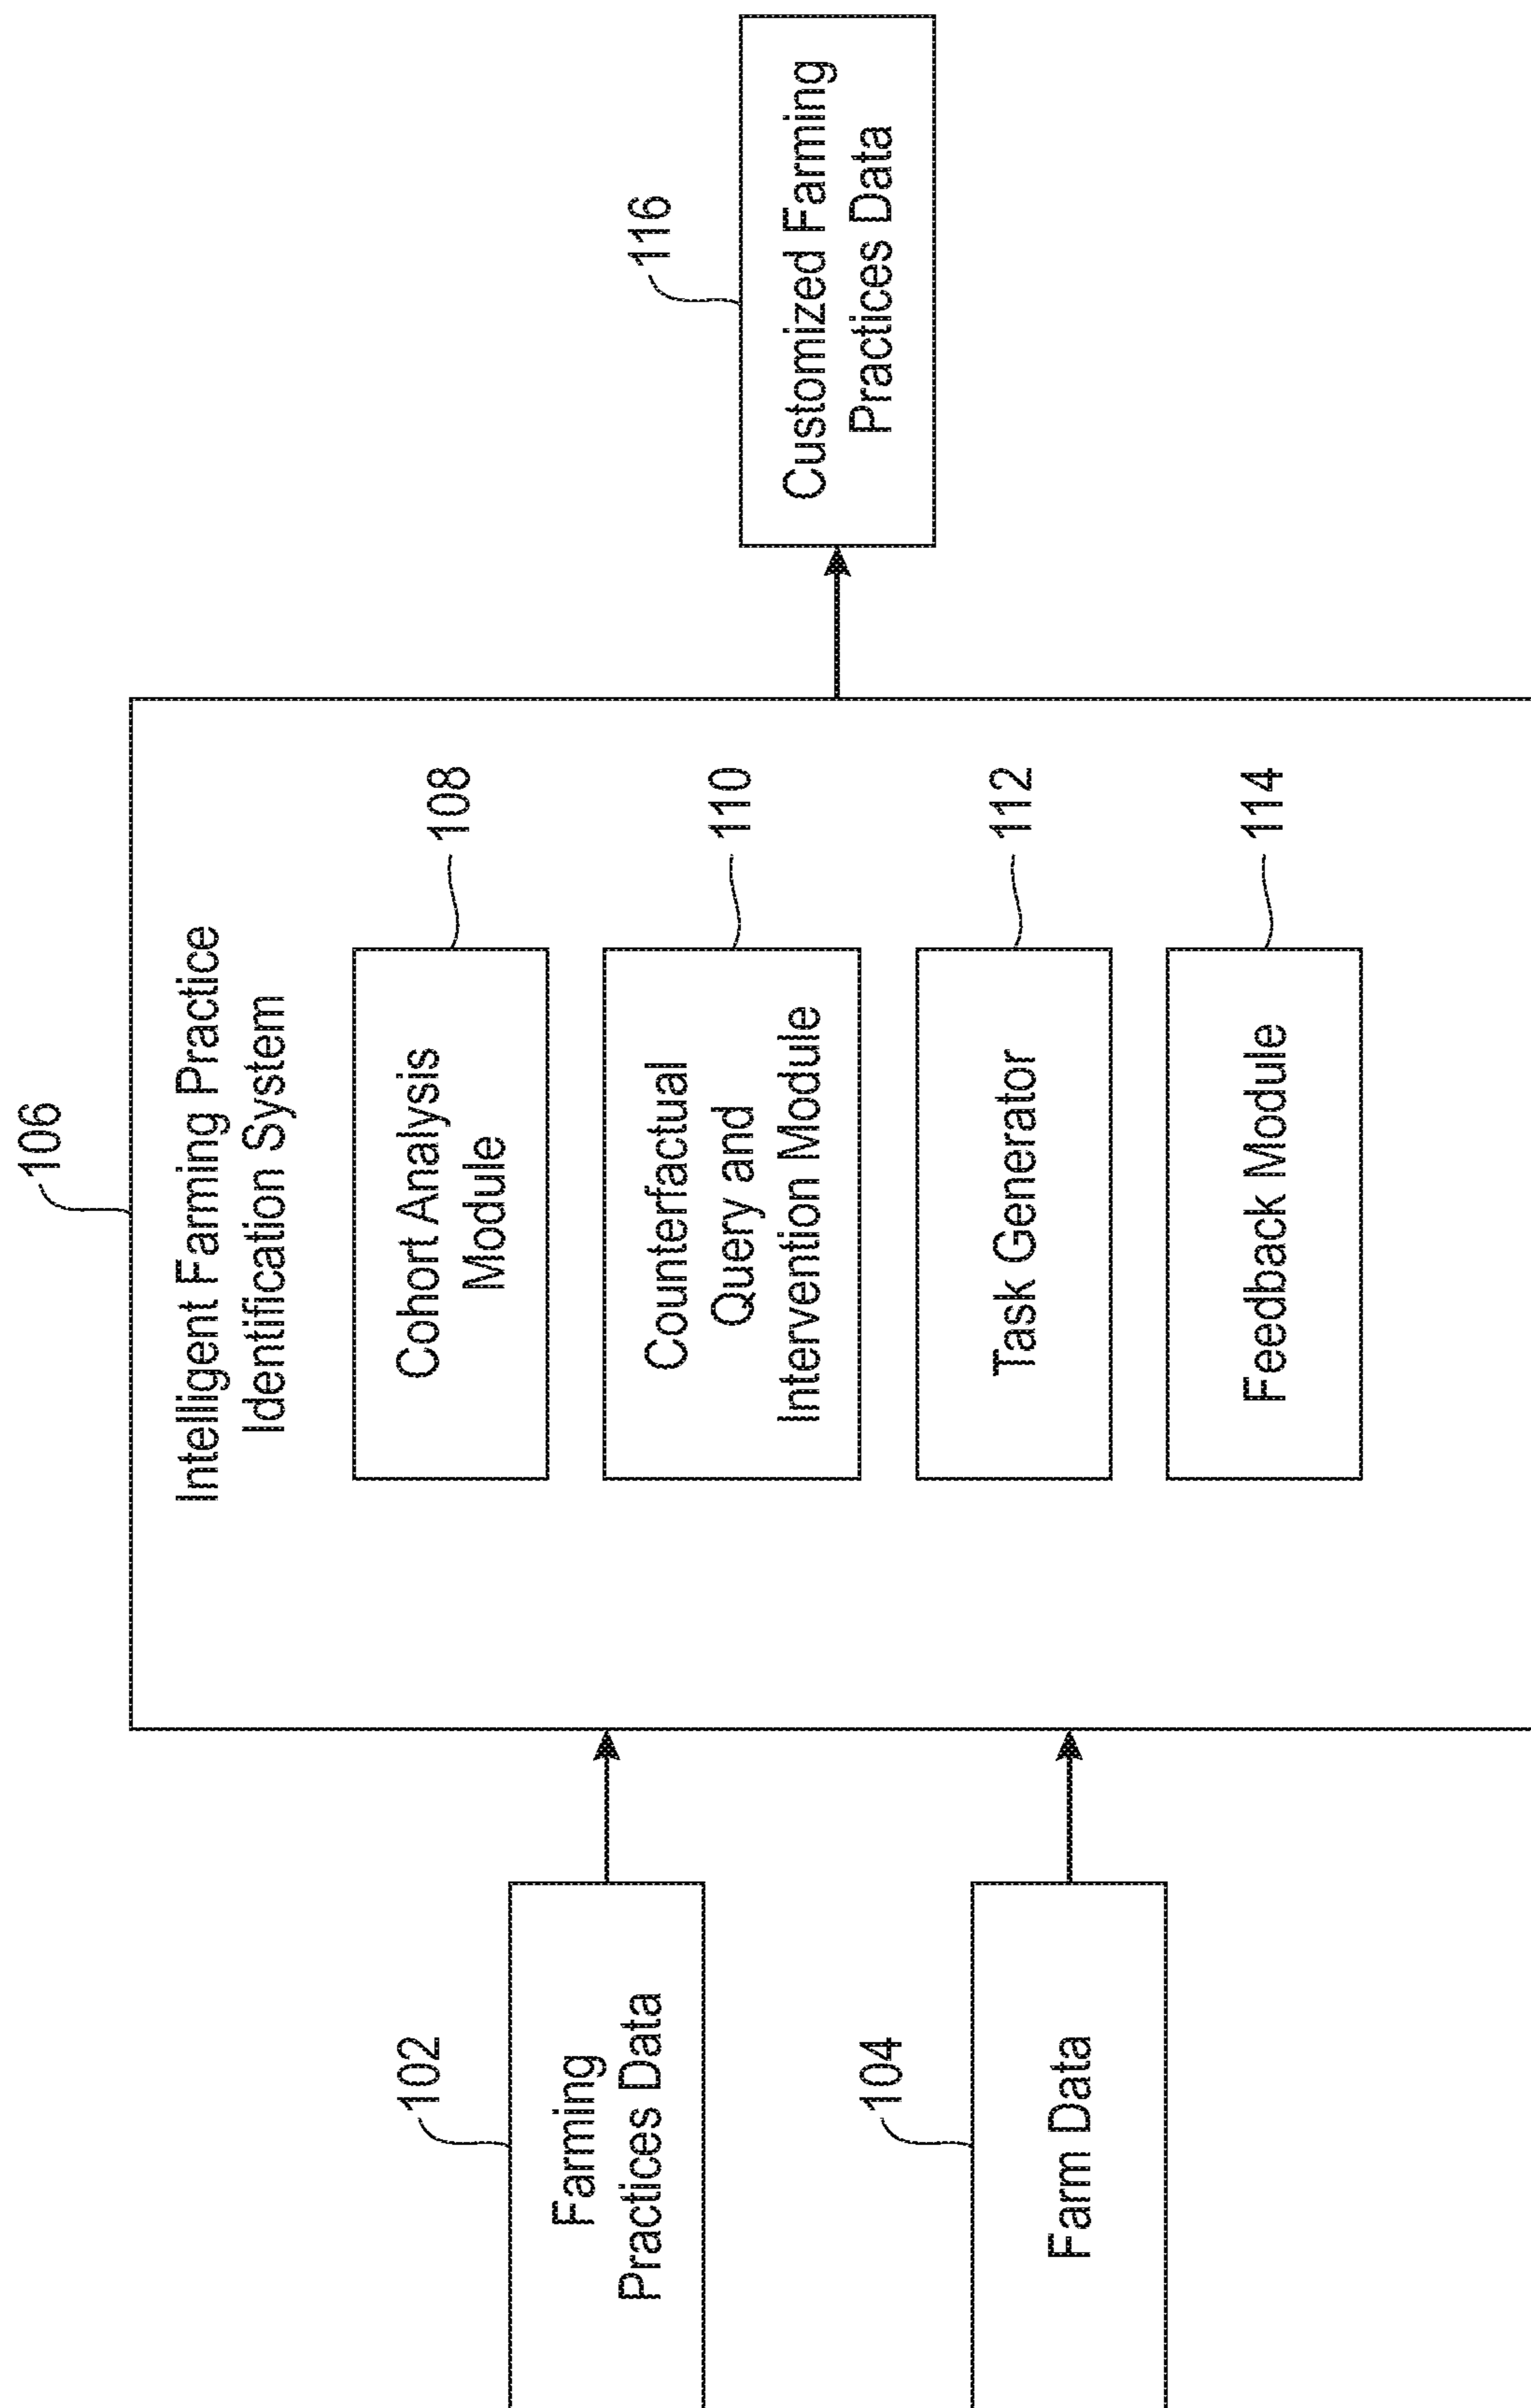 102
Farming
Practices Data
104
Farm Data
106
Intelligent Farming Practice
Identification System
Cohort Analysis
Module
108
Counterfactual
Query and
Intervention Module
110
Task Generator
112
Feedback Module
114
116
Customized Farming
Practices Data